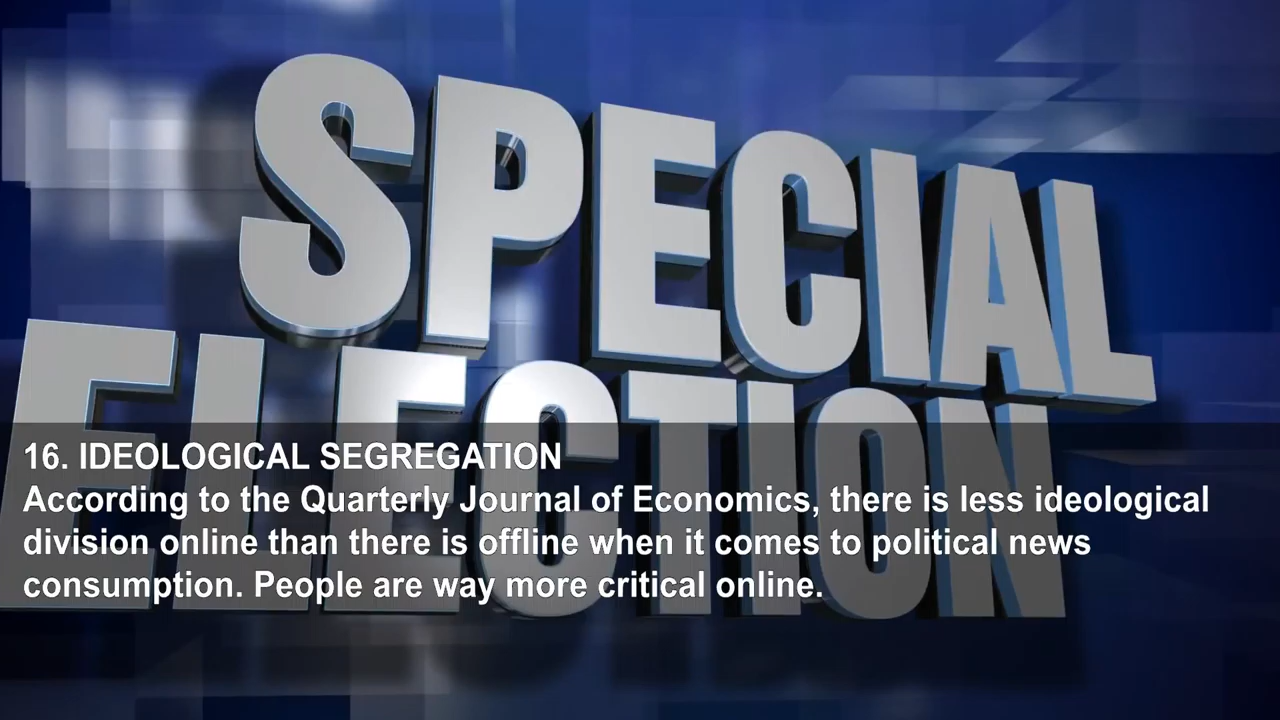 SPECIAL
ELECTION
16. IDEOLOGICAL SEGREGATION
According to the Quarterly Journal of Economics, there is less ideological
division online than there is offline when it comes to political news
consumption. People are way more critical online.